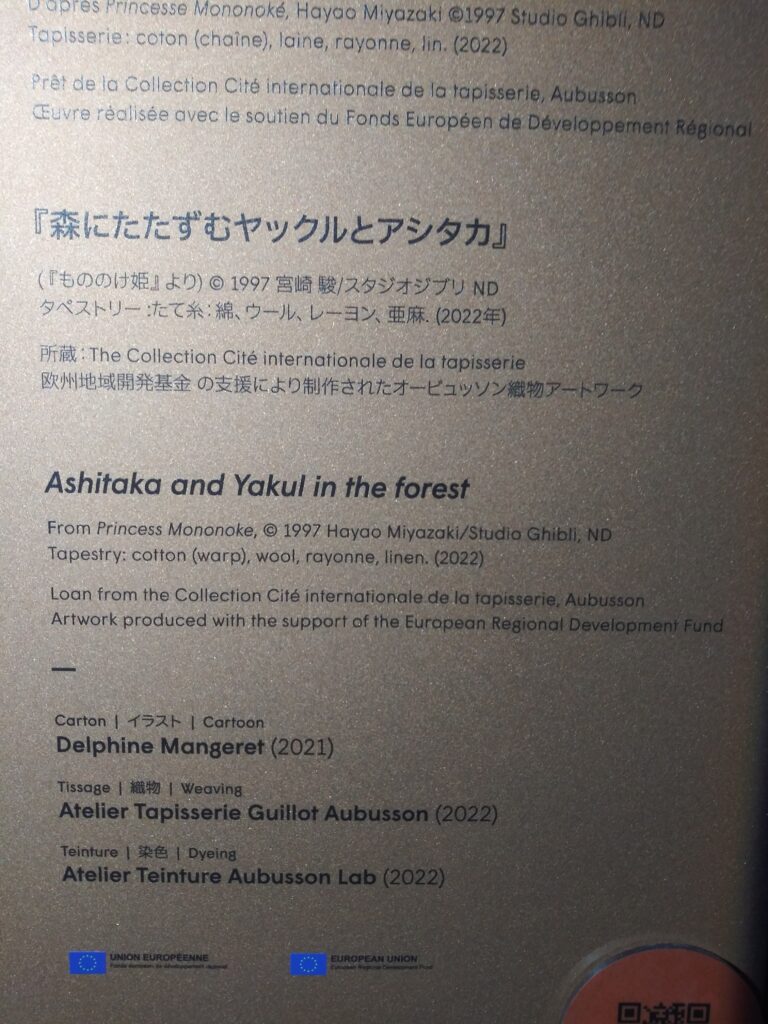 D'après Princesse Mononoké, Hayao Miyazaki ©1997 Studio Ghibli, ND
Tapisserie: coton (chaîne), laine, rayonne, lin. (2022)
Prêt de la Collection Cité internationale de la tapisserie, Aubusson
Œuvre réalisée avec le soutien du Fonds Européen de Développement Régional
『森にたたずむヤックルとアシタカ』
(『もののけ姫』より) © 1997 宮崎 駿/スタジオジブリ ND
タペストリー :たて糸：綿、ウール、レーヨン、亜麻. (2022年)
所蔵：The Collection Cité internationale de la tapisserie
欧州地域開発基金 の支援により制作されたオービュッソン織物アートワーク
Ashitaka and Yakul in the forest
From Princess Mononoke, © 1997 Hayao Miyazaki/Studio Ghibli, ND
Tapestry: cotton (warp), wool, rayonne, linen. (2022)
Loan from the Collection Cité internationale de la tapisserie, Aubusson
Artwork produced with the support of the European Regional Development Fund
Carton | イラスト | Cartoon
Delphine Mangeret (2021)
Tissage | 織物 | Weaving
Atelier Tapisserie Guillot Aubusson (2022)
Teinture | 染色 | Dyeing
Atelier Teinture Aubusson Lab (2022)
UNION EUROPÉENNE
Fonds européen de développement régional
EUROPEAN UNION
European Regional Development Fund